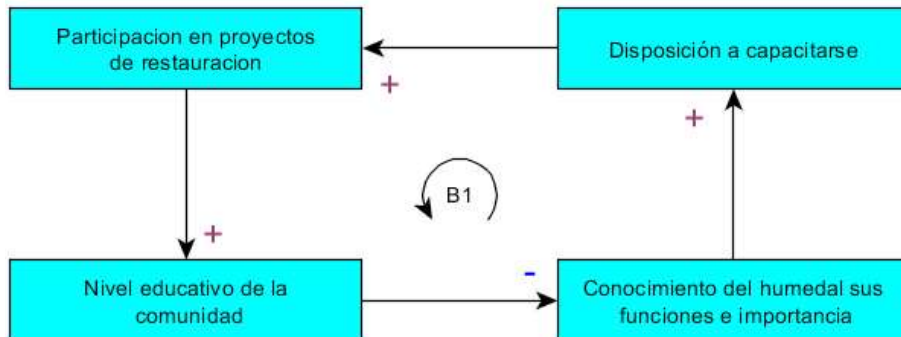 Participacion en proyectos
de restauracion
Disposición a capacitarse
+
+
B1
+
-
Nivel educativo de la
comunidad
Conocimiento del humedal sus
funciones e importancia